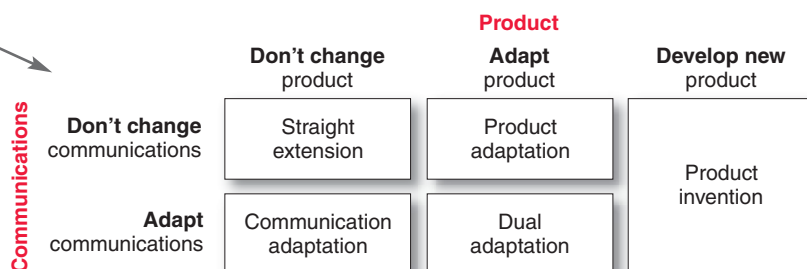 Product
Don't change
product
Adapt
product
Develop new
product
Communications
Don't change
communications
Straight
extension
Product
adaptation
Product
invention
Adapt
communications
Communication
adaptation
Dual
adaptation